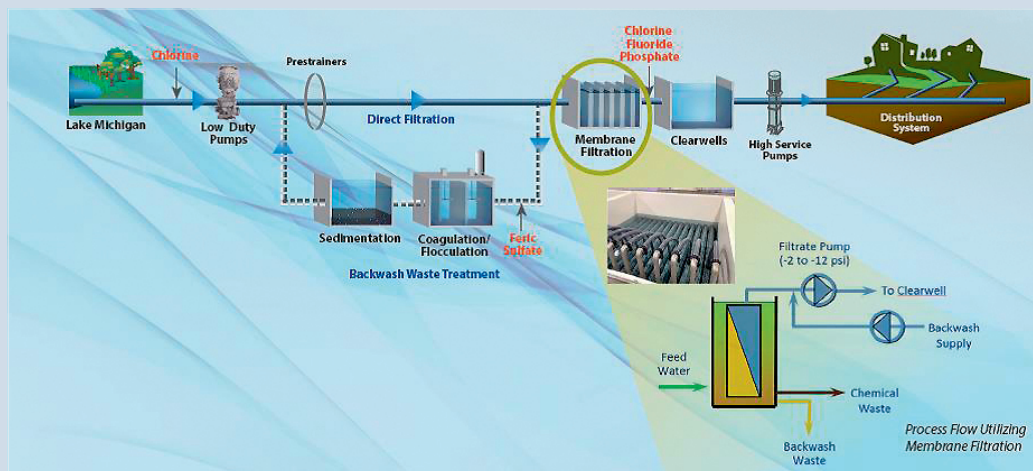 Chlorine
Prestrainers
Chlorine
Fluoride
Phosphate
Lake Michigan
Low Duty
Pumps
Direct Filtration
Membrane
Filtration
Clearwells
High Service
Pumps
Distribution
System
Sedimentation
Coagulation/
Flocculation
Feric
Sulfate
Backwash Waste Treatment
Filtrate Pump
(-2 to -12 psi)
To Clearwell
Backwash
Supply
Feed
Water
Chemical
Waste
Backwash
Waste
Process Flow Utilizing
Membrane Filtration